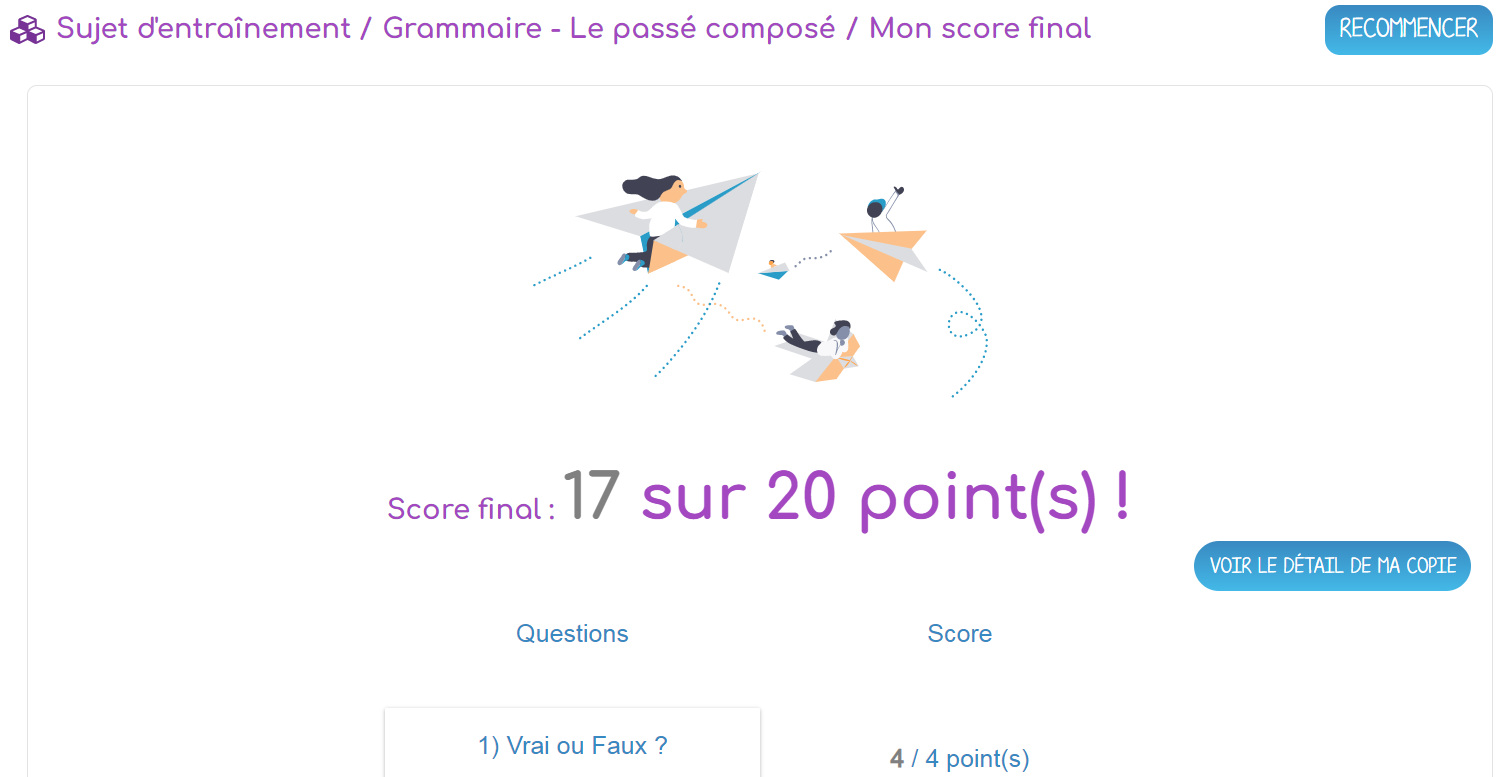 Sujet d'entraînement / Grammaire - Le passé composé / Mon score final
RECOMMENCER
Score final : 17 sur 20 point(s) !
VOIR LE DÉTAIL DE MA COPIE
Questions Score
1) Vrai ou Faux ?
4 / 4 point(s)